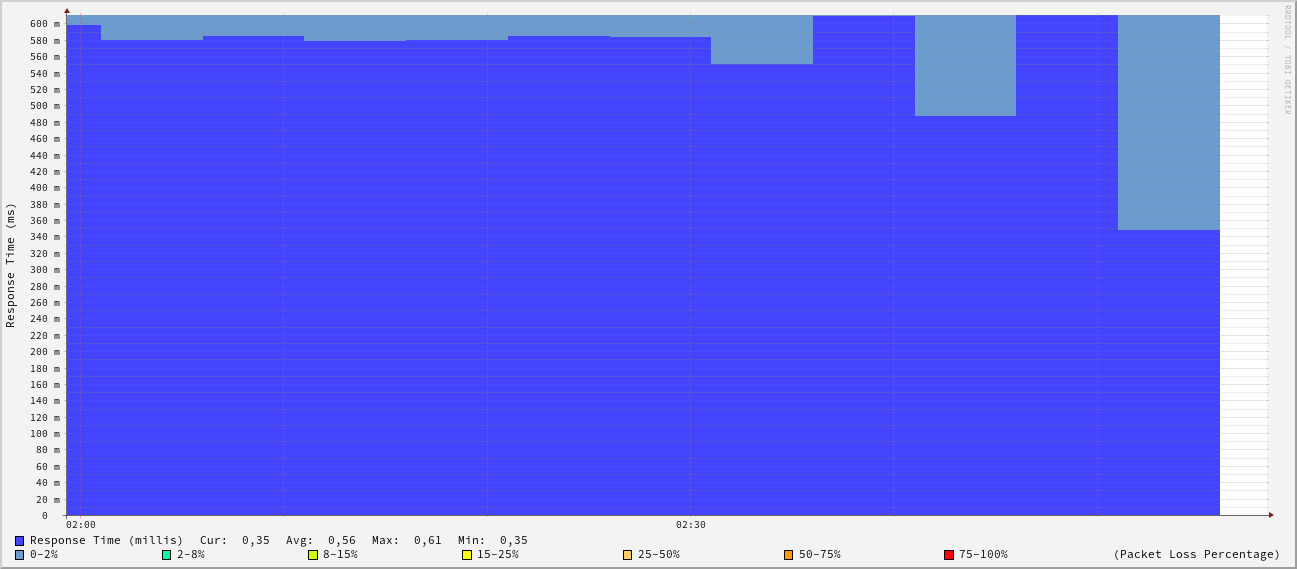 RRDTOOL / TOBI OETIKER
Response Time (ms)
600 m
580 m
560 m
540 m
520 m
500 m
480 m
460 m
440 m
420 m
400 m
380 m
360 m
340 m
320 m
300 m
280 m
260 m
240 m
220 m
200 m
180 m
160 m
140 m
120 m
100 m
80 m
60 m
40 m
20 m
0
02:00 02:30
Response Time (millis) Cur: 0,35 Avg: 0,56 Max: 0,61 Min: 0,35
0-2% 2-8% 8-15% 15-25% 25-50% 50-75% 75-100% (Packet Loss Percentage)